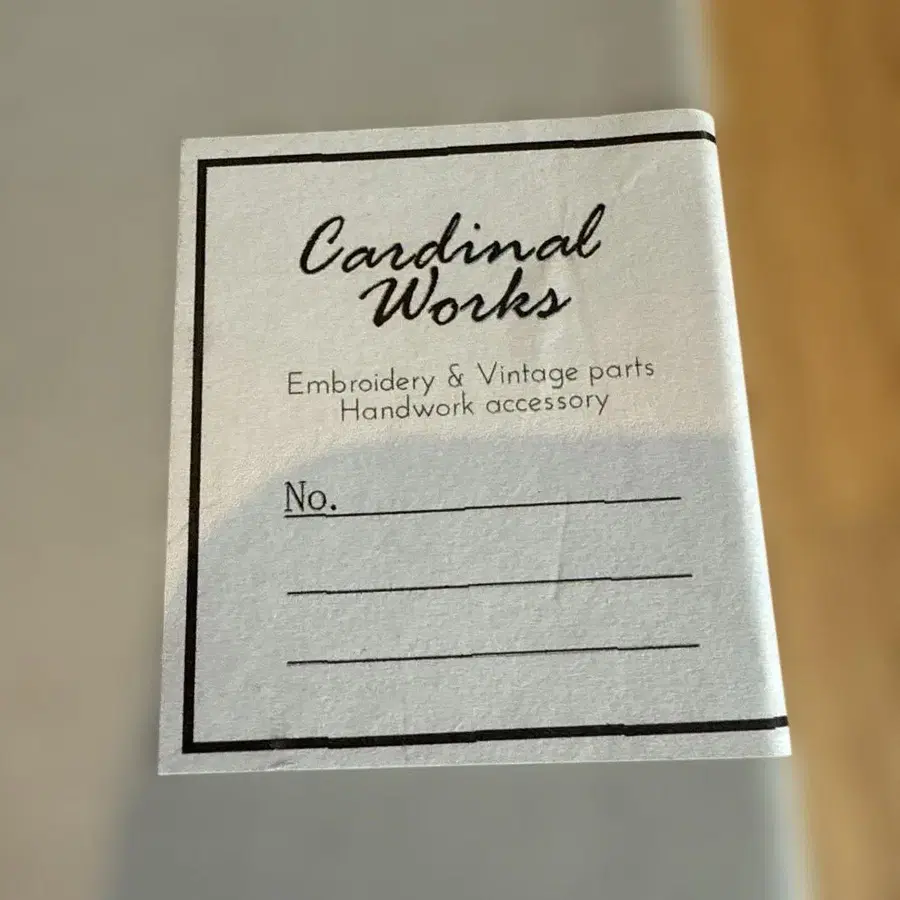 Cardinal
Works
Embroidery & Vintage parts
Handwork accessory
No.